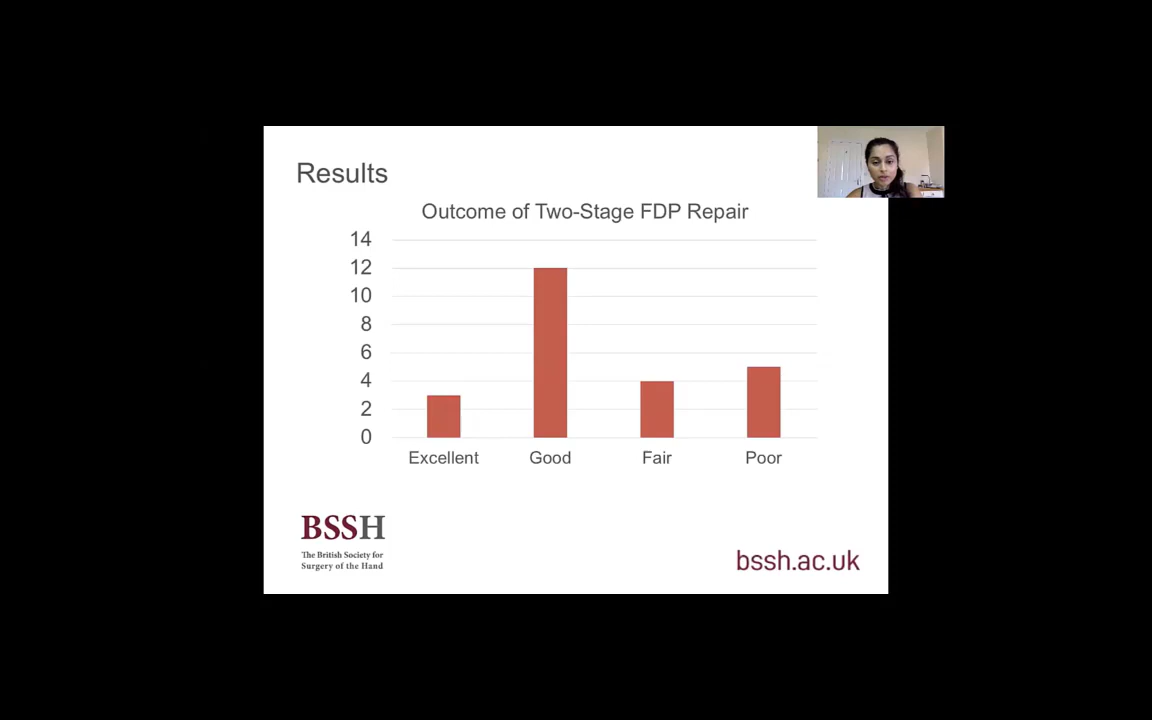 Results
Outcome of Two-Stage FDP Repair
14
12
10
8
6
4
2
0
Excellent Good Fair Poor
BSSH
The British Society for
Surgery of the Hand
bssh.ac.uk